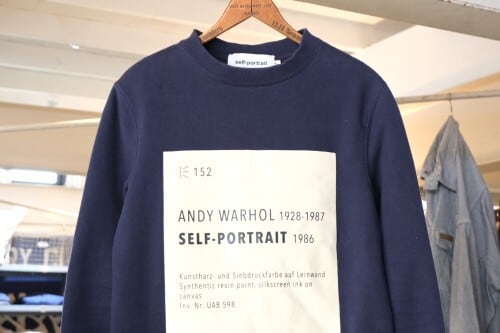 self-portrait
152
ANDY WARHOL 1928-1987
SELF-PORTRAIT 1986
Kunstharz- und Siebdruckfarbe auf Leinwand
Synthentic resin paint, silkscreen ink on
canvas
Inv. Nr. UAB 598